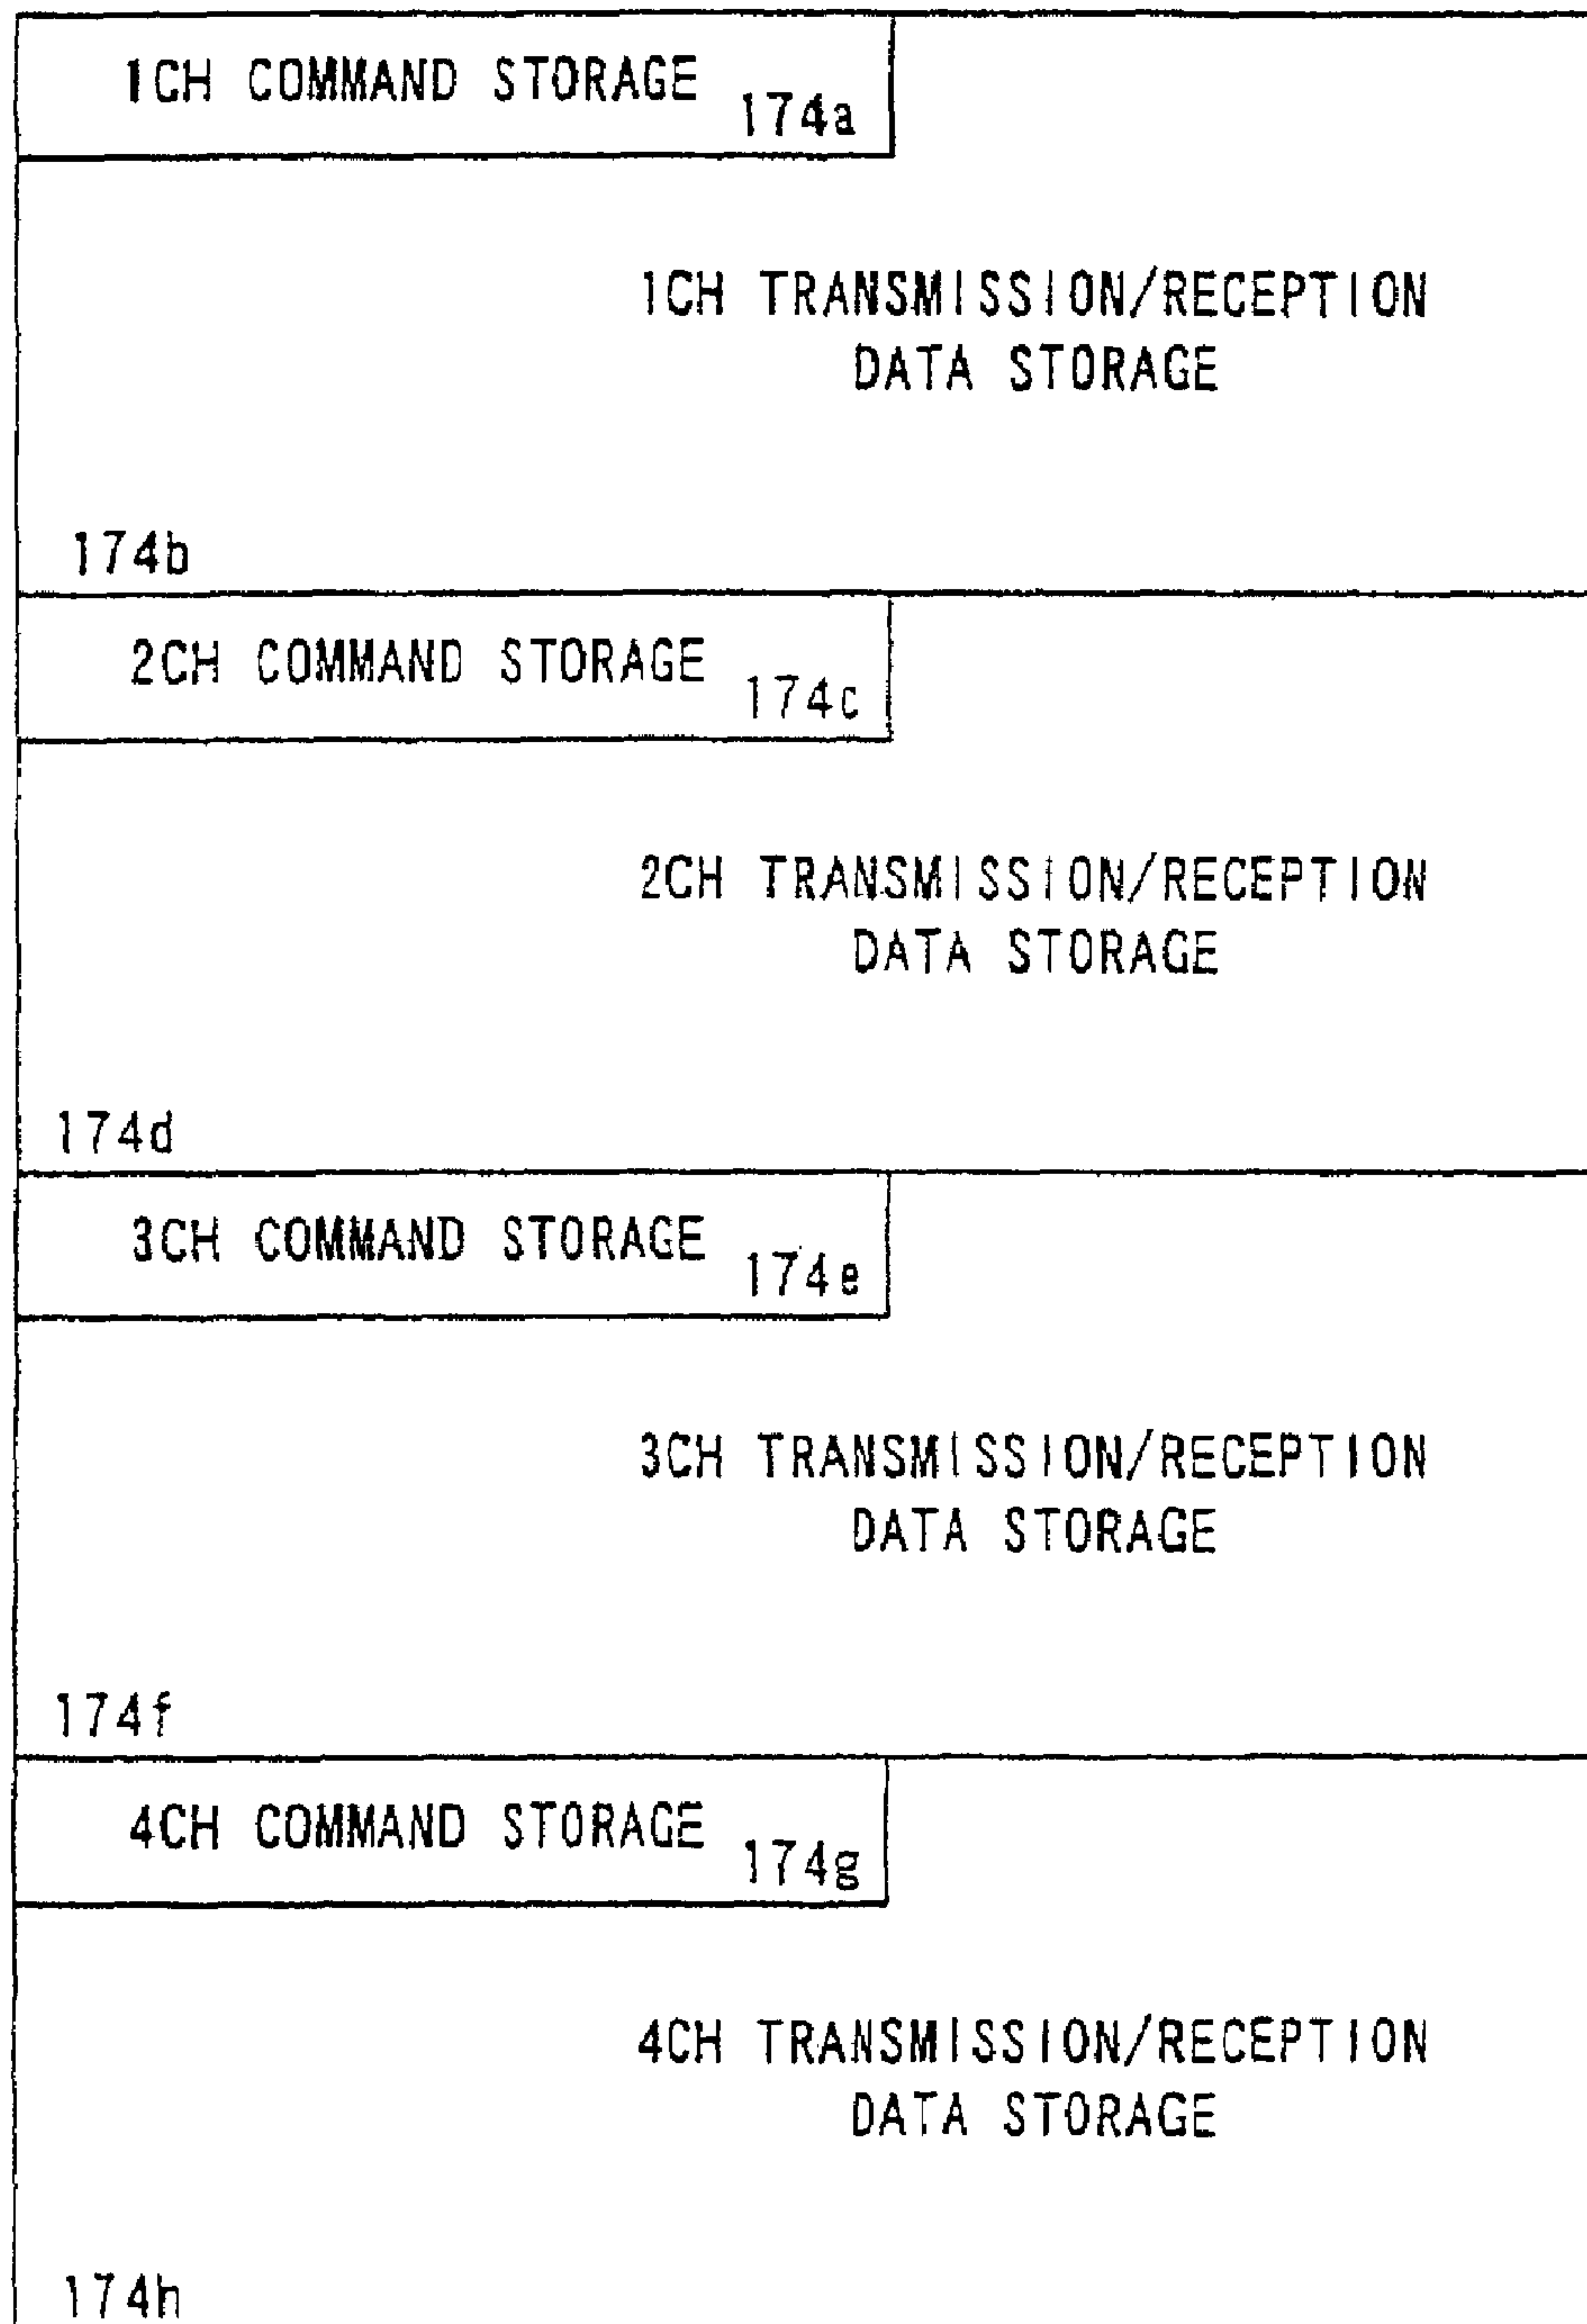 1CH COMMAND STORAGE
174a
1CH TRANSMISSION/RECEPTION
DATA STORAGE
174b
2CH COMMAND STORAGE
174c
2CH TRANSMISSION/RECEPTION
DATA STORAGE
174d
3CH COMMAND STORAGE
174e
3CH TRANSMISSION/RECEPTION
DATA STORAGE
174f
4CH COMMAND STORAGE
174g
4CH TRANSMISSION/RECEPTION
DATA STORAGE
174h